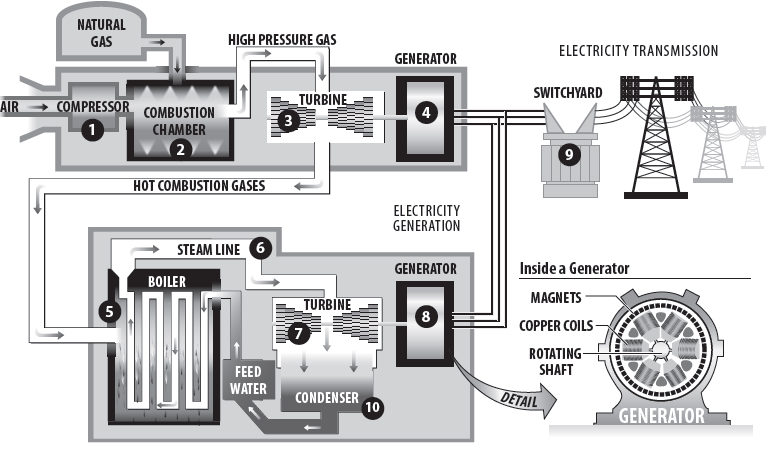 NATURAL
GAS
HIGH PRESSURE GAS
GENERATOR
ELECTRICITY TRANSMISSION
AIR
COMPRESSOR
1
COMBUSTION
CHAMBER
2
TURBINE
3
4
SWITCHYARD
9
HOT COMBUSTION GASES
ELECTRICITY
GENERATION
STEAM LINE
6
BOILER
5
GENERATOR
TURBINE
7
8
FEED
WATER
CONDENSER
10
DETAIL
Inside a Generator
MAGNETS
COPPER COILS
ROTATING
SHAFT
GENERATOR